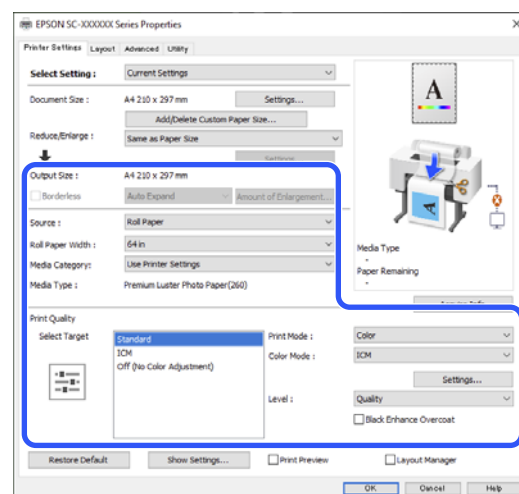 EPSON SC-XXXXXX Series Properties
Printer Settings Layout Advanced Utility
Select Setting : Current Settings
Document Size : A4 210 x 297 mm Settings...
Add/Delete Custom Paper Size...
Reduce/Enlarge : Same as Paper Size
Settings...
Output Size : A4 210 x 297 mm
Borderless Auto Expand Amount of Enlargement...
Source : Roll Paper
Roll Paper Width : 64 in
Media Category: Use Printer Settings
Media Type : Premium Luster Photo Paper(260)
A
A
Media Type
-
Paper Remaining
-
Print Quality
Select Target
Standard
ICM
Off (No Color Adjustment)
Print Mode : Color
Color Mode : ICM
Settings...
Level : Quality
Black Enhance Overcoat
Restore Default Show Settings... Print Preview Layout Manager
OK Cancel Help